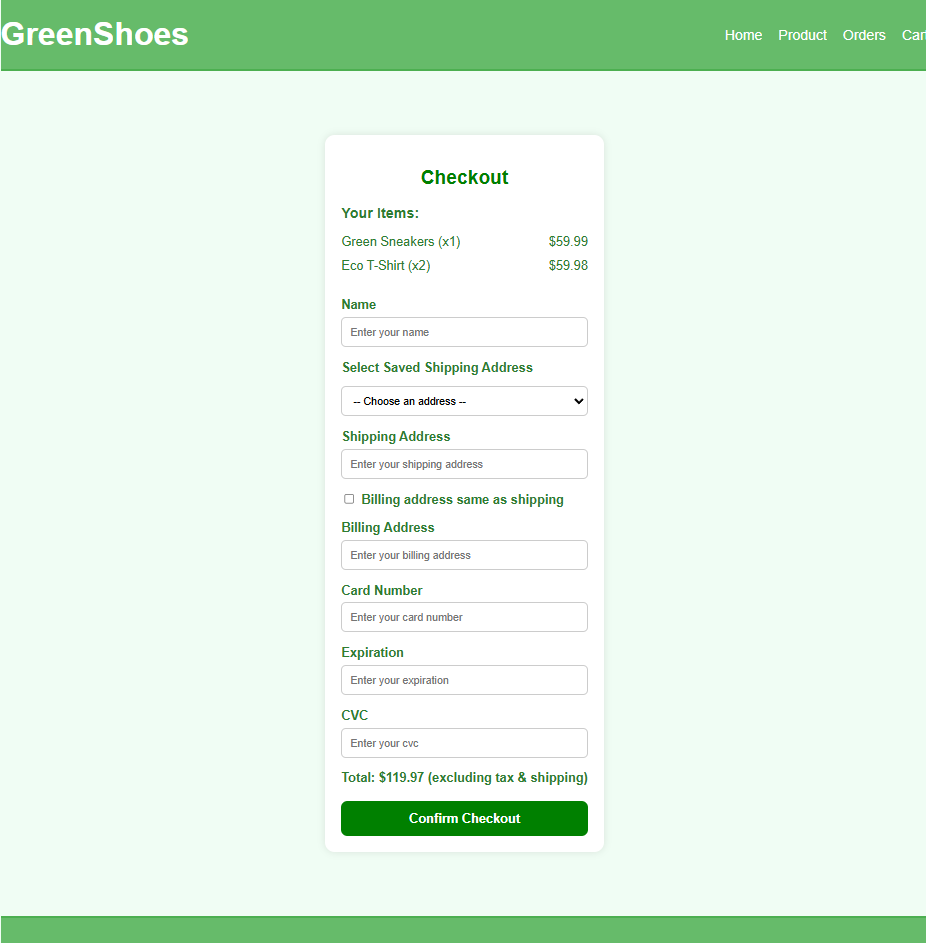 GreenShoes
Home Product Orders Cart
Checkout
Your Items:
Green Sneakers (x1) $59.99
Eco T-Shirt (x2) $59.98
Name
Enter your name
Select Saved Shipping Address
-- Choose an address --
Shipping Address
Enter your shipping address
Billing address same as shipping
Billing Address
Enter your billing address
Card Number
Enter your card number
Expiration
Enter your expiration
CVC
Enter your cvc
Total: $119.97 (excluding tax & shipping)
Confirm Checkout